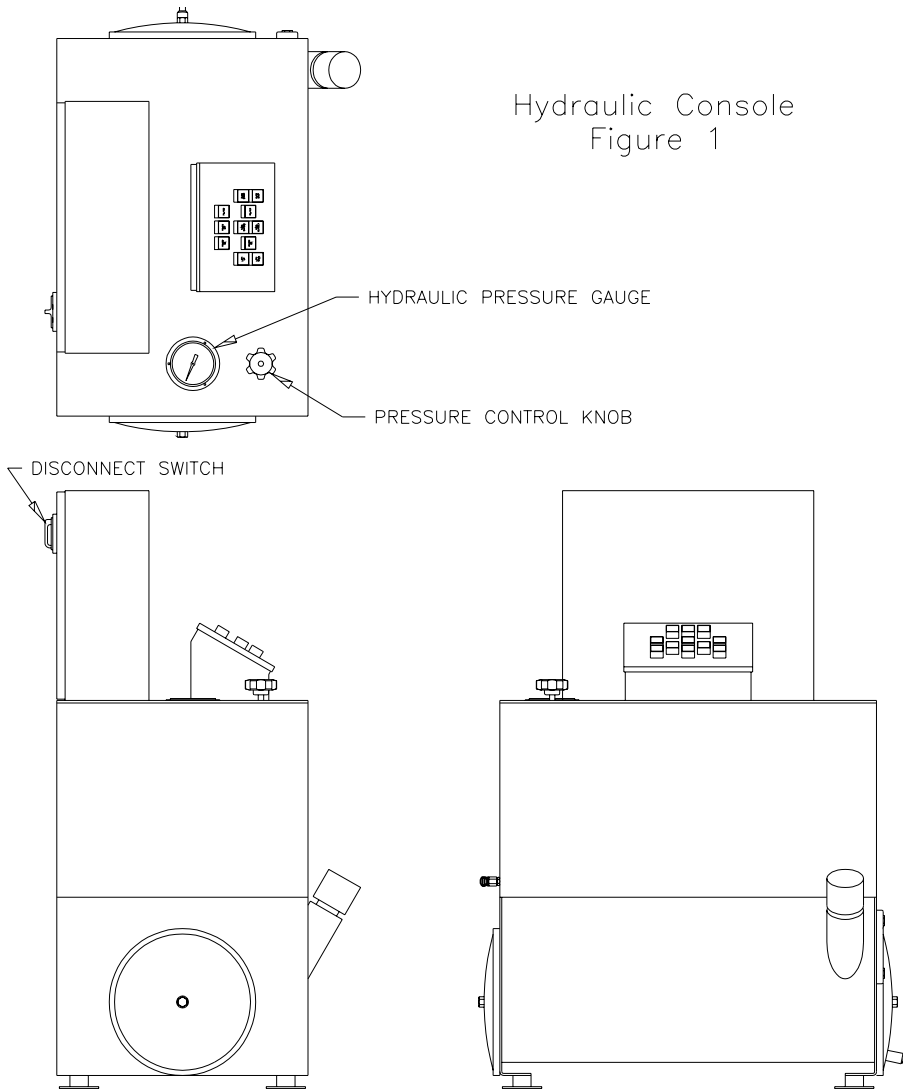 Hydraulic Console
Figure 1
HYDRAULIC PRESSURE GAUGE
PRESSURE CONTROL KNOB
DISCONNECT SWITCH